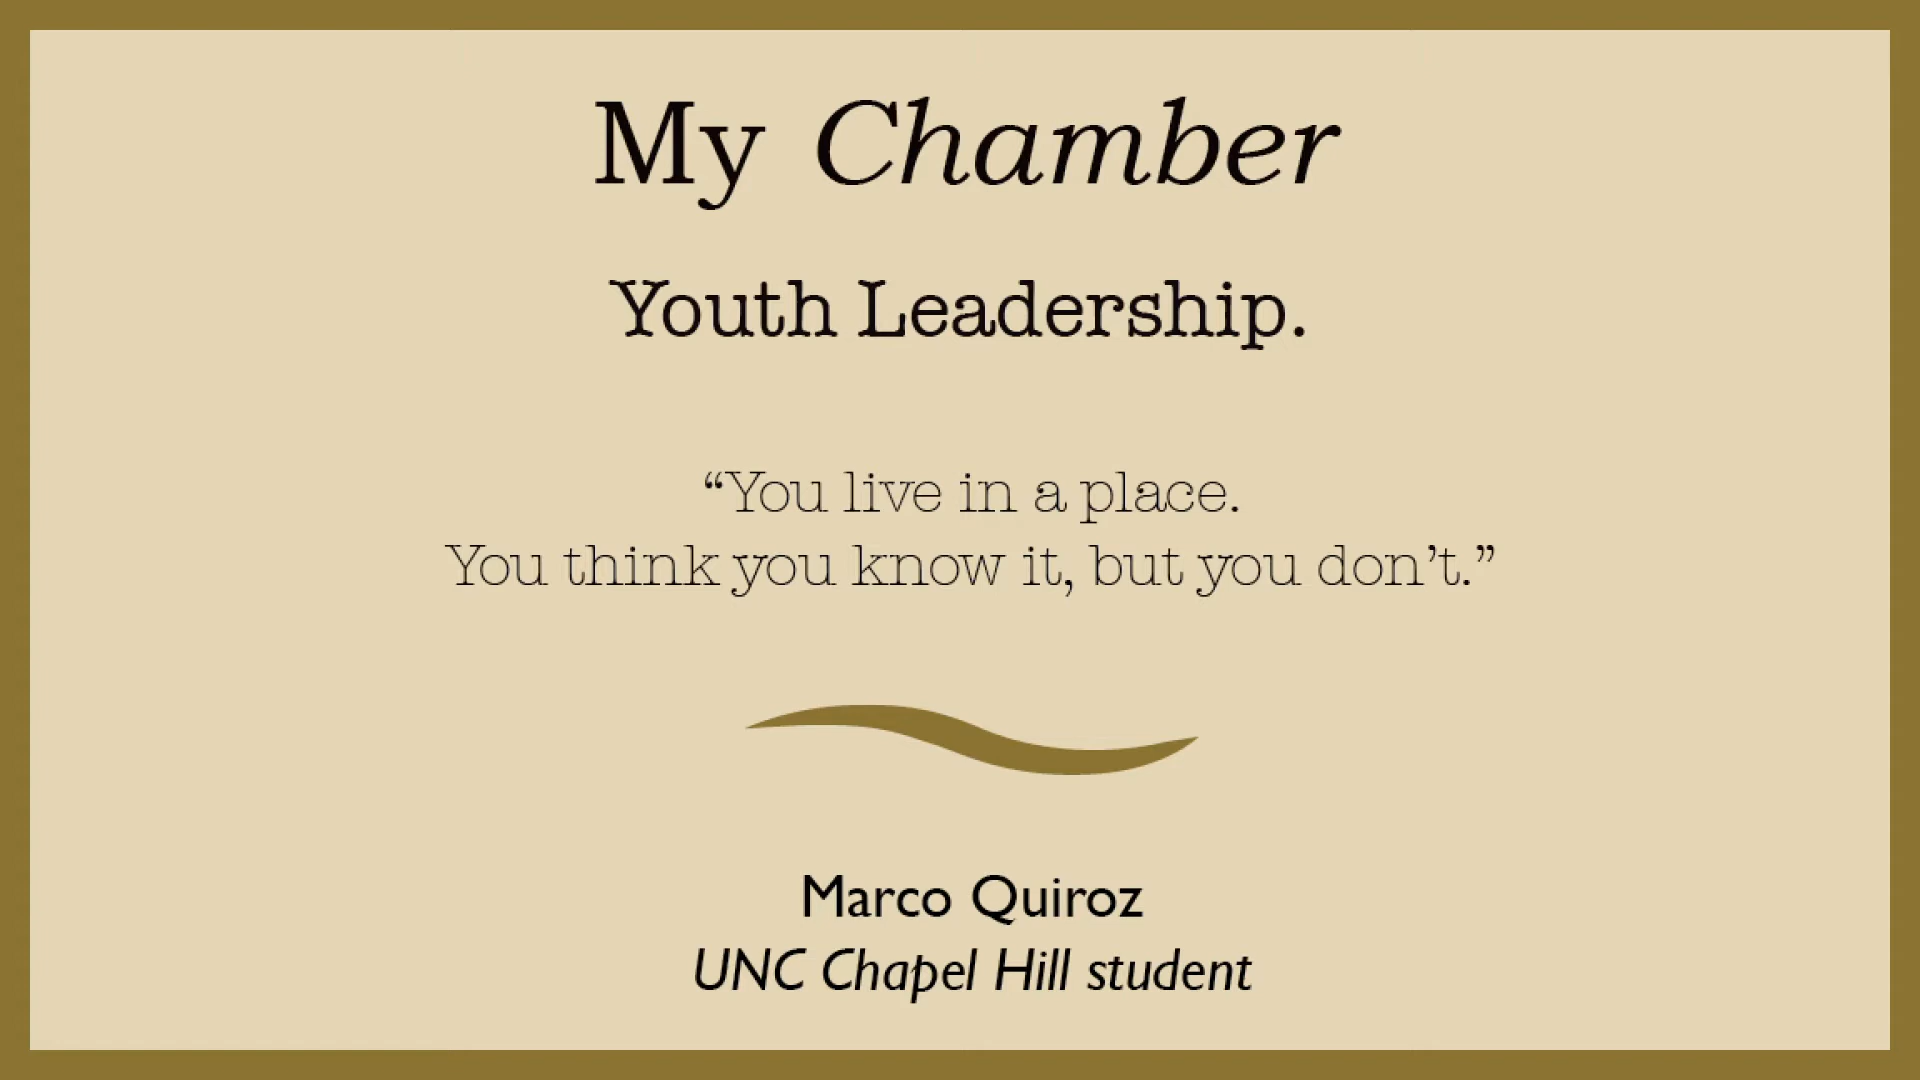 My Chamber
Youth Leadership.
“You live in a place.
You think you know it, but you don’t.”
Marco Quiroz
UNC Chapel Hill student